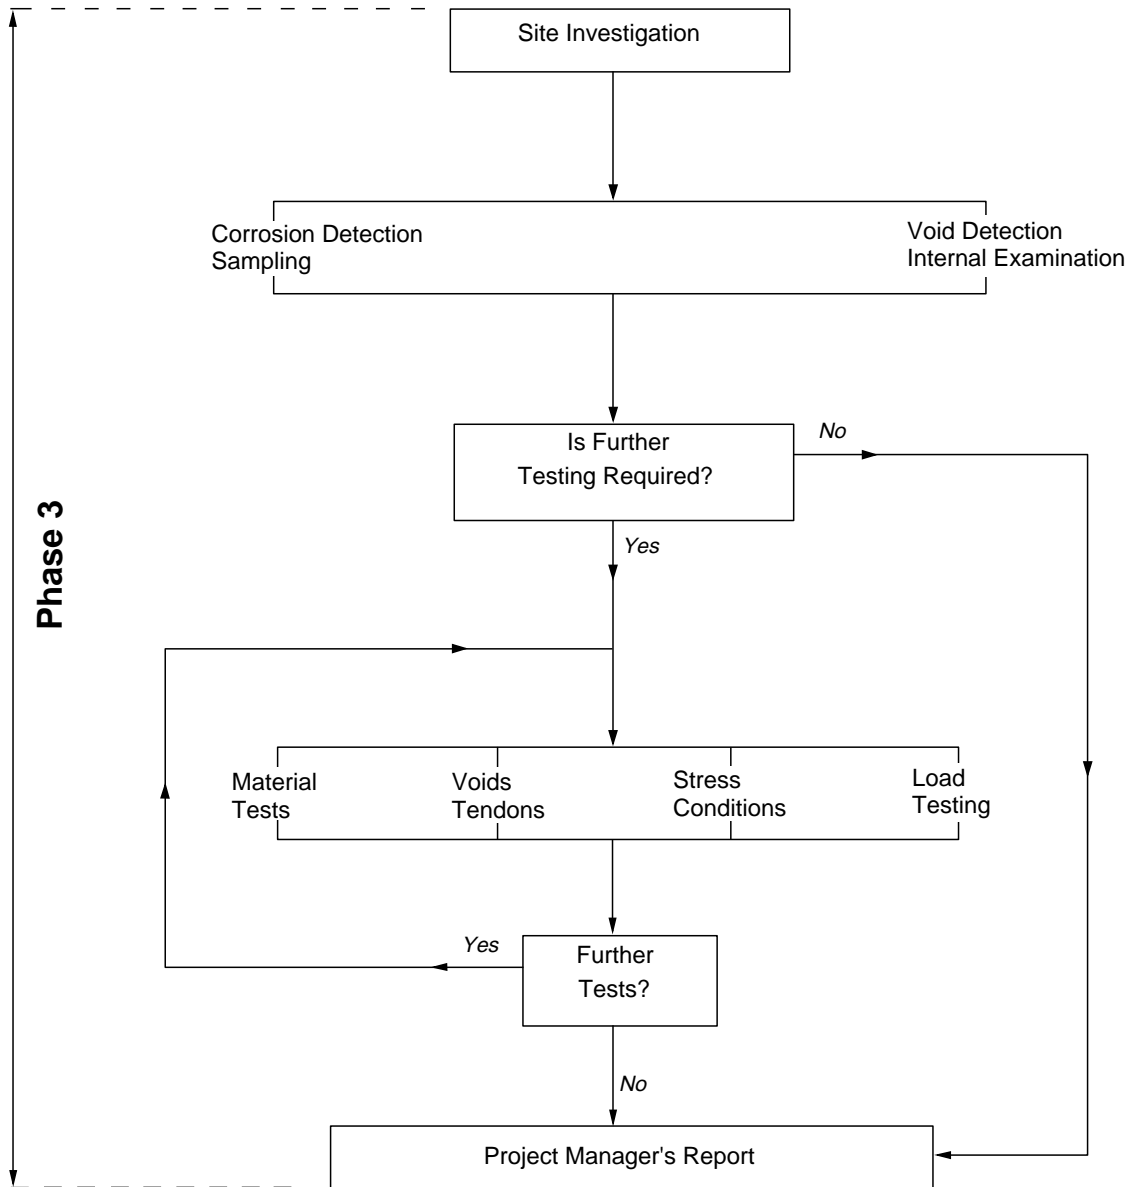 Site Investigation
Corrosion Detection
Sampling
Void Detection
Internal Examination
Is Further
Testing Required?
No
Yes
Phase 3
Material
Tests
Voids
Tendons
Stress
Conditions
Load
Testing
Yes
Further
Tests?
No
Project Manager's Report